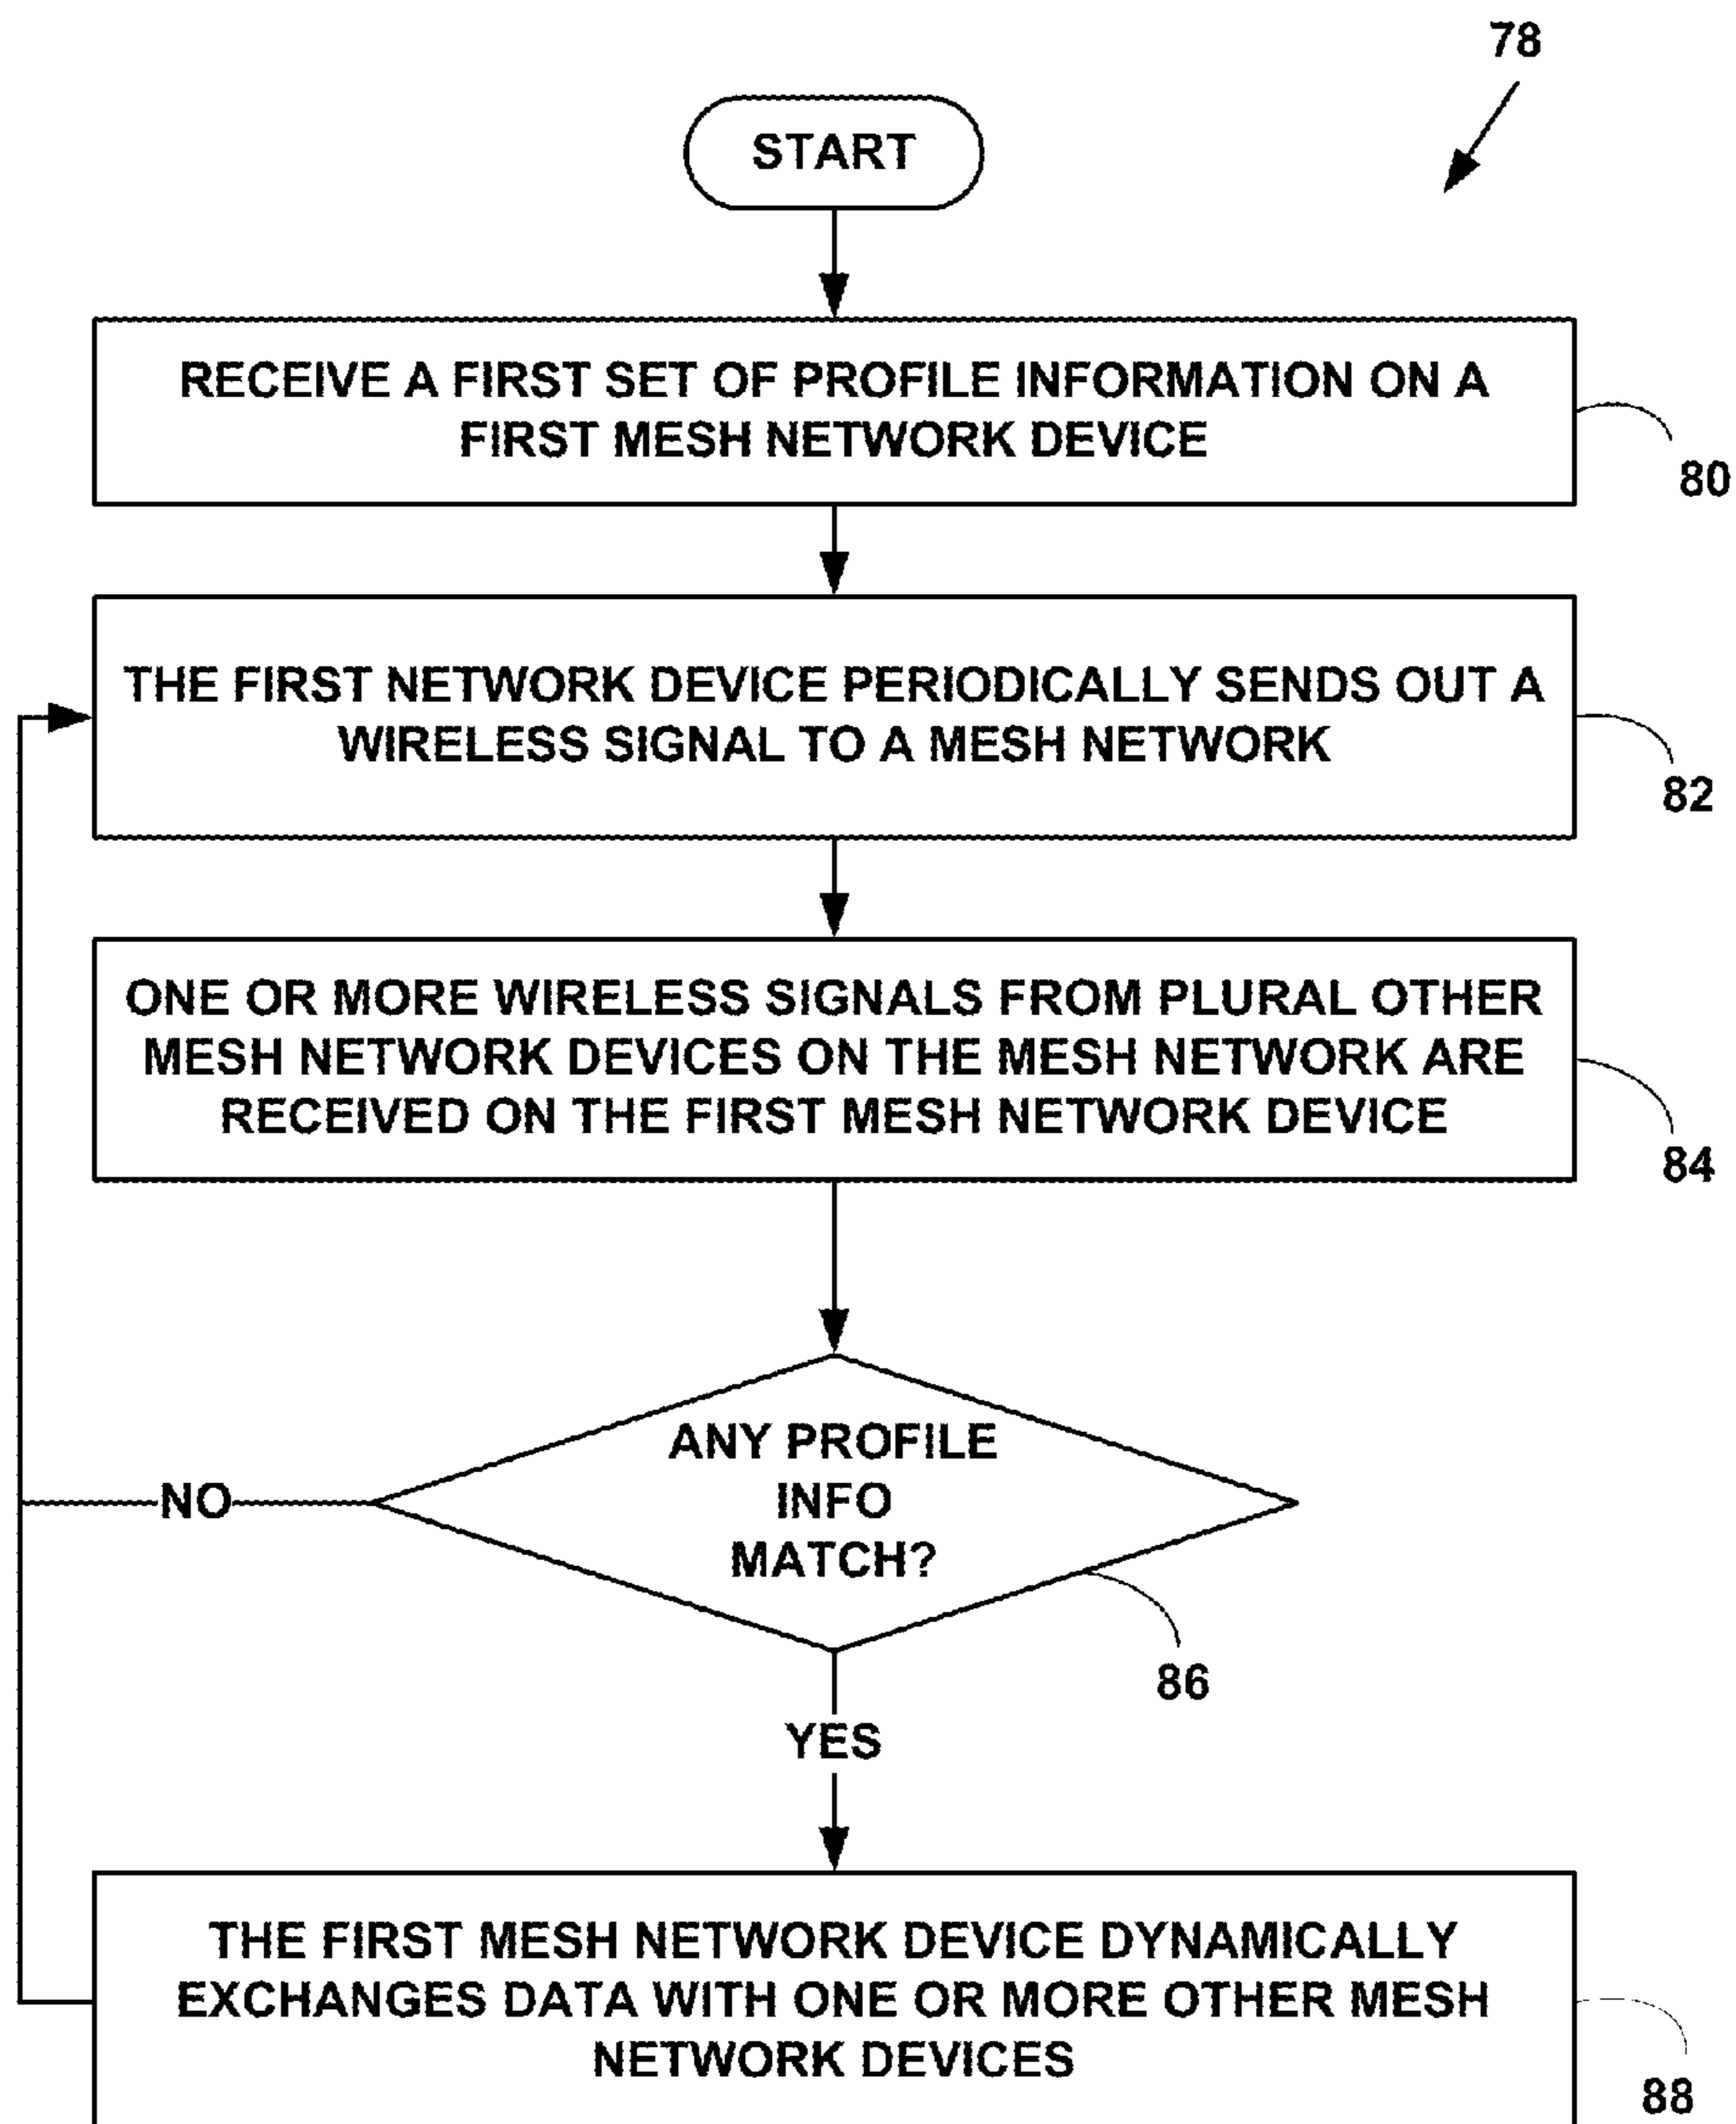 78
START
RECEIVE A FIRST SET OF PROFILE INFORMATION ON A
FIRST MESH NETWORK DEVICE
80
THE FIRST NETWORK DEVICE PERIODICALLY SENDS OUT A
WIRELESS SIGNAL TO A MESH NETWORK
82
ONE OR MORE WIRELESS SIGNALS FROM PLURAL OTHER
MESH NETWORK DEVICES ON THE MESH NETWORK ARE
RECEIVED ON THE FIRST MESH NETWORK DEVICE
84
ANY PROFILE
INFO
MATCH?
NO
86
YES
THE FIRST MESH NETWORK DEVICE DYNAMICALLY
EXCHANGES DATA WITH ONE OR MORE OTHER MESH
NETWORK DEVICES
88